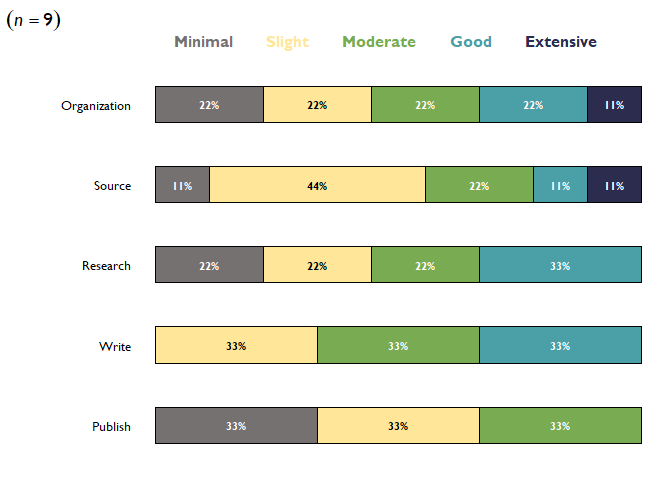 (n = 9)
Minimal Slight Moderate Good Extensive
Organization 22% 22% 22% 22% 11%
Source 11% 44% 22% 11% 11%
Research 22% 22% 22% 33%
Write 33% 33% 33%
Publish 33% 33% 33%